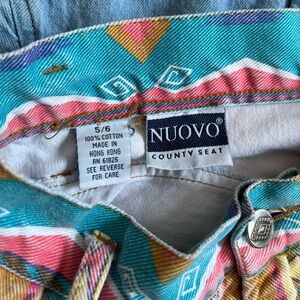 5/6
100% COTTON
MADE IN
HONG KONG
RN 61825
SEE REVERSE
FOR CARE
NUOVO®
COUNTY SEAT